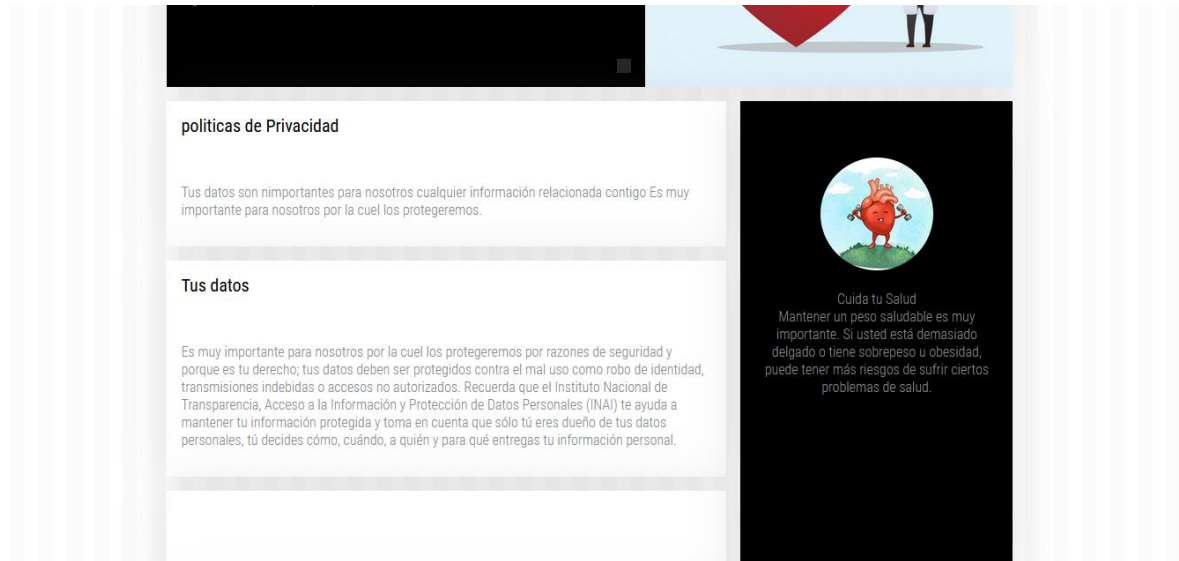 politicas de Privacidad
Tus datos son nimportantes para nosotros cualquier información relacionada contigo Es muy
importante para nosotros por la cuel los protegeremos.
Tus datos
Es muy importante para nosotros por la cuel los protegeremos por razones de seguridad y
porque es tu derecho; tus datos deben ser protegidos contra el mal uso como robo de identidad,
transmisiones indebidas o accesos no autorizados. Recuerda que el Instituto Nacional de
Transparencia, Acceso a la Información y Protección de Datos Personales (INAI) te ayuda a
mantener tu información protegida y toma en cuenta que sólo tú eres dueño de tus datos
personales, tú decides cómo, cuándo, a quién y para qué entregas tu información personal.
Cuida tu Salud
Mantener un peso saludable es muy
importante. Si usted está demasiado
delgado o tiene sobrepeso u obesidad,
puede tener más riesgos de sufrir ciertos
problemas de salud.